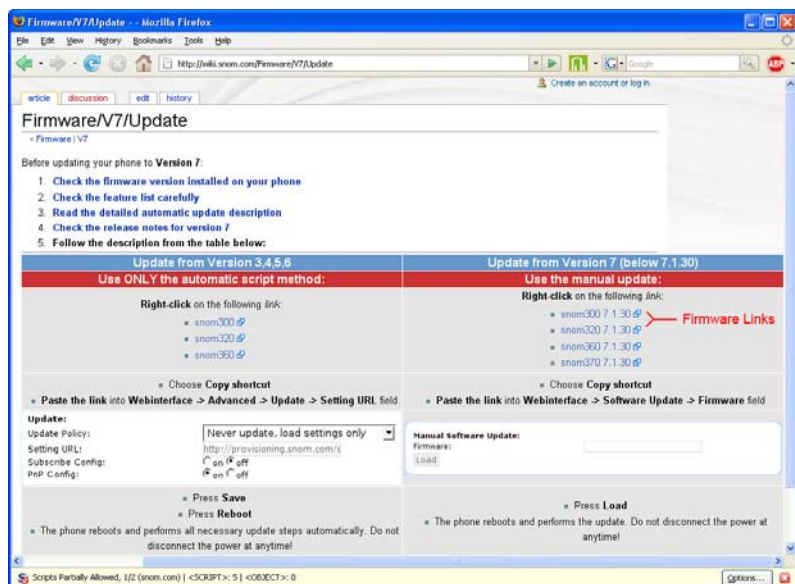 Firmware/V7/Update - - Mozilla Firefox
File Edit View History Bookmarks Tools Help
http://wiki.snom.com/Firmware/V7/Update
Google
ABP
Create an account or log in
article discussion edit history
Firmware/V7/Update
< Firmware | V7
Before updating your phone to Version 7:
1. Check the firmware version installed on your phone
2. Check the feature list carefully
3. Read the detailed automatic update description
4. Check the release notes for version 7
5. Follow the description from the table below:
Update from Version 3,4,5,6
Use ONLY the automatic script method:
Right-click on the following link:
snom300
snom320
snom360
Choose Copy shortcut
Paste the link into Webinterface -> Advanced -> Update -> Setting URL field
Update:
Update Policy: Never update, load settings only
Setting URL: http://provisioning.snom.com/s
Subscribe Config: on off
PnP Config: on off
Press Save
Press Reboot
The phone reboots and performs all necessary update steps automatically. Do not
disconnect the power at anytime!
Update from Version 7 (below 7.1.30)
Use the manual update:
Right-click on the following link:
snom300 7.1.30
snom320 7.1.30
snom360 7.1.30
snom370 7.1.30
Firmware Links
Choose Copy shortcut
Paste the link into Webinterface -> Software Update -> Firmware field
Manual Software Update:
Firmware:
Load
Press Load
The phone reboots and performs the update. Do not disconnect the power at
anytime!
Scripts Partially Allowed, 1/2 (snom.com) | <SCRIPT>: 5 | <OBJECT>: 0
Options...